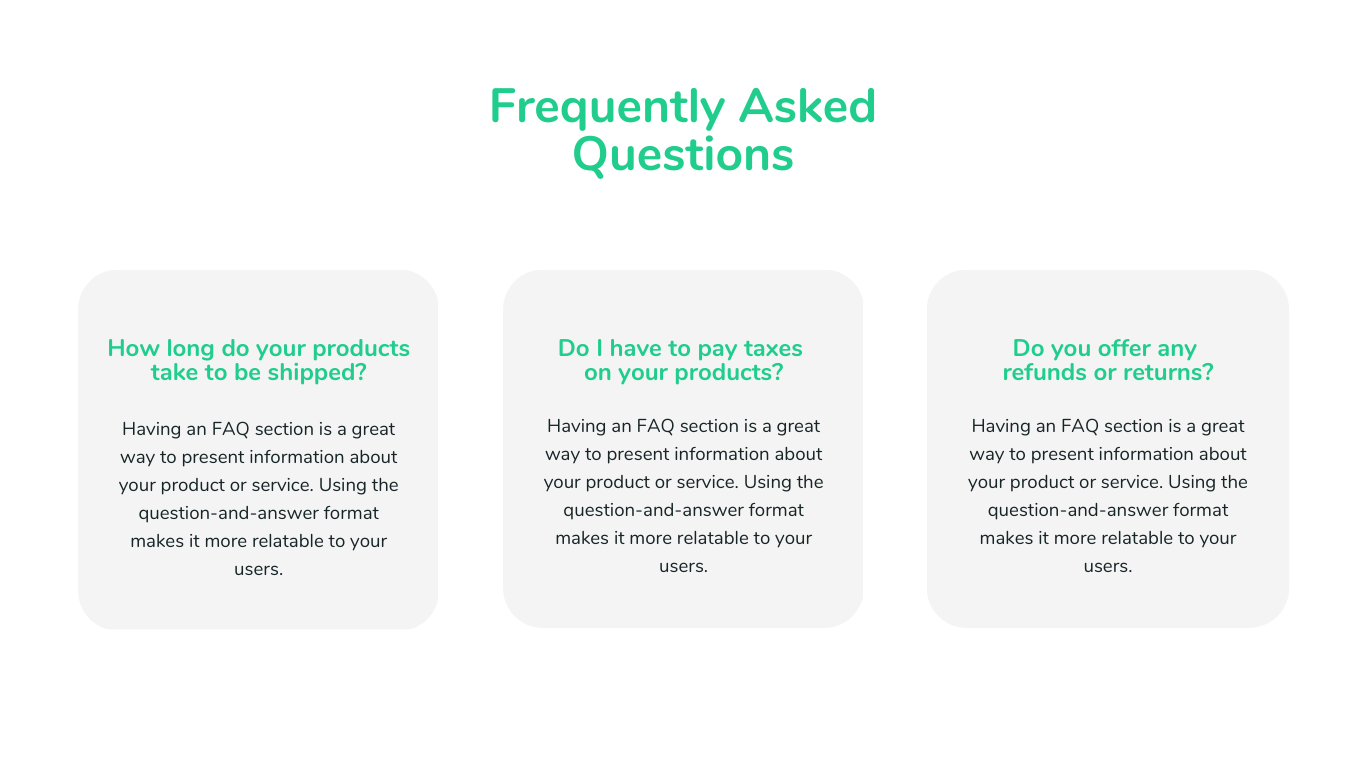 Frequently Asked
Questions
How long do your products
take to be shipped?
Having an FAQ section is a great
way to present information about
your product or service. Using the
question-and-answer format
makes it more relatable to your
users.
Do I have to pay taxes
on your products?
Having an FAQ section is a great
way to present information about
your product or service. Using the
question-and-answer format
makes it more relatable to your
users.
Do you offer any
refunds or returns?
Having an FAQ section is a great
way to present information about
your product or service. Using the
question-and-answer format
makes it more relatable to your
users.